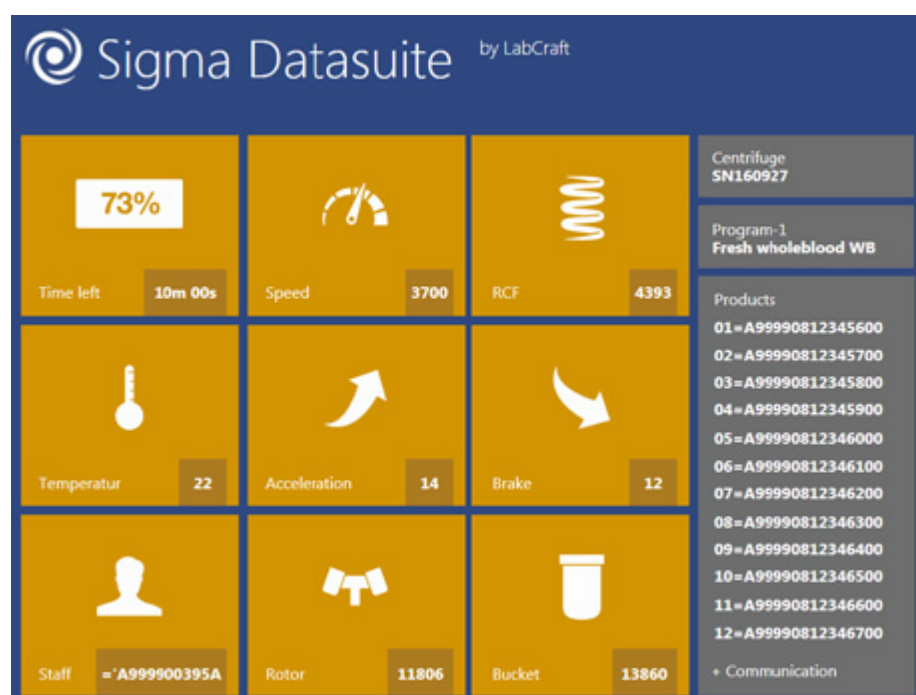 Sigma Datasuite by LabCraft
73%
Time left 10m 00s
Speed 3700
RCF 4393
Temperatur 22
Acceleration 14
Brake 12
Staff ='A999900395A
Rotor 11806
Bucket 13860
Centrifuge
SN160927
Program-1
Fresh wholeblood WB
Products
01=A99990812345600
02=A99990812345700
03=A99990812345800
04=A99990812345900
05=A99990812346000
06=A99990812346100
07=A99990812346200
08=A99990812346300
09=A99990812346400
10=A99990812346500
11=A99990812346600
12=A99990812346700
+ Communication